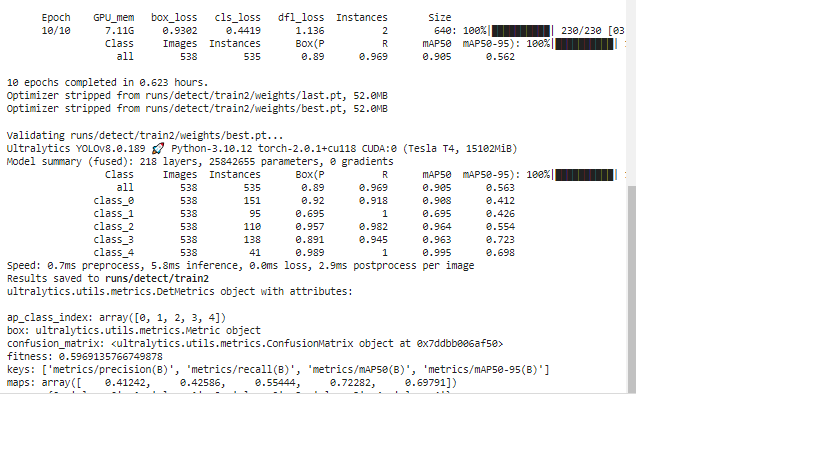 Epoch GPU_mem box_loss cls_loss dfl_loss Instances Size
10/10 7.11G 0.9302 0.4419 1.136 2 640: 100%|██████████| 230/230 [03
Class Images Instances Box(P R mAP50 mAP50-95): 100%|██████████|
all 538 535 0.89 0.969 0.905 0.562
10 epochs completed in 0.623 hours.
Optimizer stripped from runs/detect/train2/weights/last.pt, 52.0MB
Optimizer stripped from runs/detect/train2/weights/best.pt, 52.0MB
Validating runs/detect/train2/weights/best.pt...
Ultralytics YOLOv8.0.189 🚀 Python-3.10.12 torch-2.0.1+cu118 CUDA:0 (Tesla T4, 15102MiB)
Model summary (fused): 218 layers, 25842655 parameters, 0 gradients
Class Images Instances Box(P R mAP50 mAP50-95): 100%|██████████|
all 538 535 0.89 0.969 0.905 0.563
class_0 538 151 0.92 0.918 0.908 0.412
class_1 538 95 0.695 1 0.695 0.426
class_2 538 110 0.957 0.982 0.964 0.554
class_3 538 138 0.891 0.945 0.963 0.723
class_4 538 41 0.989 1 0.995 0.698
Speed: 0.7ms preprocess, 5.8ms inference, 0.0ms loss, 2.9ms postprocess per image
Results saved to runs/detect/train2
ultralytics.utils.metrics.DetMetrics object with attributes:
ap_class_index: array([0, 1, 2, 3, 4])
box: ultralytics.utils.metrics.Metric object
confusion_matrix: <ultralytics.utils.metrics.ConfusionMatrix object at 0x7ddbb006af50>
fitness: 0.5969135766749878
keys: ['metrics/precision(B)', 'metrics/recall(B)', 'metrics/mAP50(B)', 'metrics/mAP50-95(B)']
maps: array([ 0.41242, 0.42586, 0.55444, 0.72282, 0.69791])